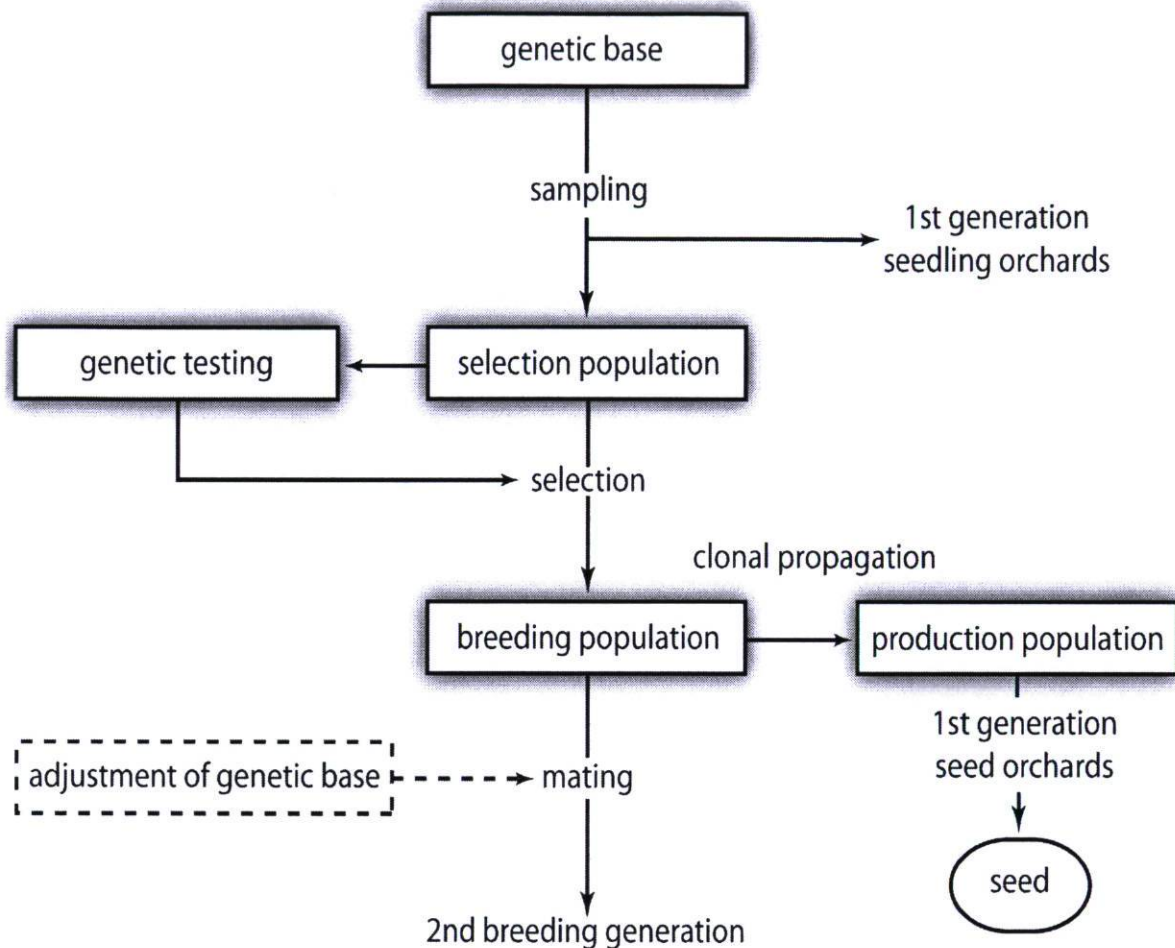 genetic base
sampling
1st generation
seedling orchards
genetic testing
selection population
selection
clonal propagation
breeding population
production population
1st generation
seed orchards
adjustment of genetic base
mating
seed
2nd breeding generation